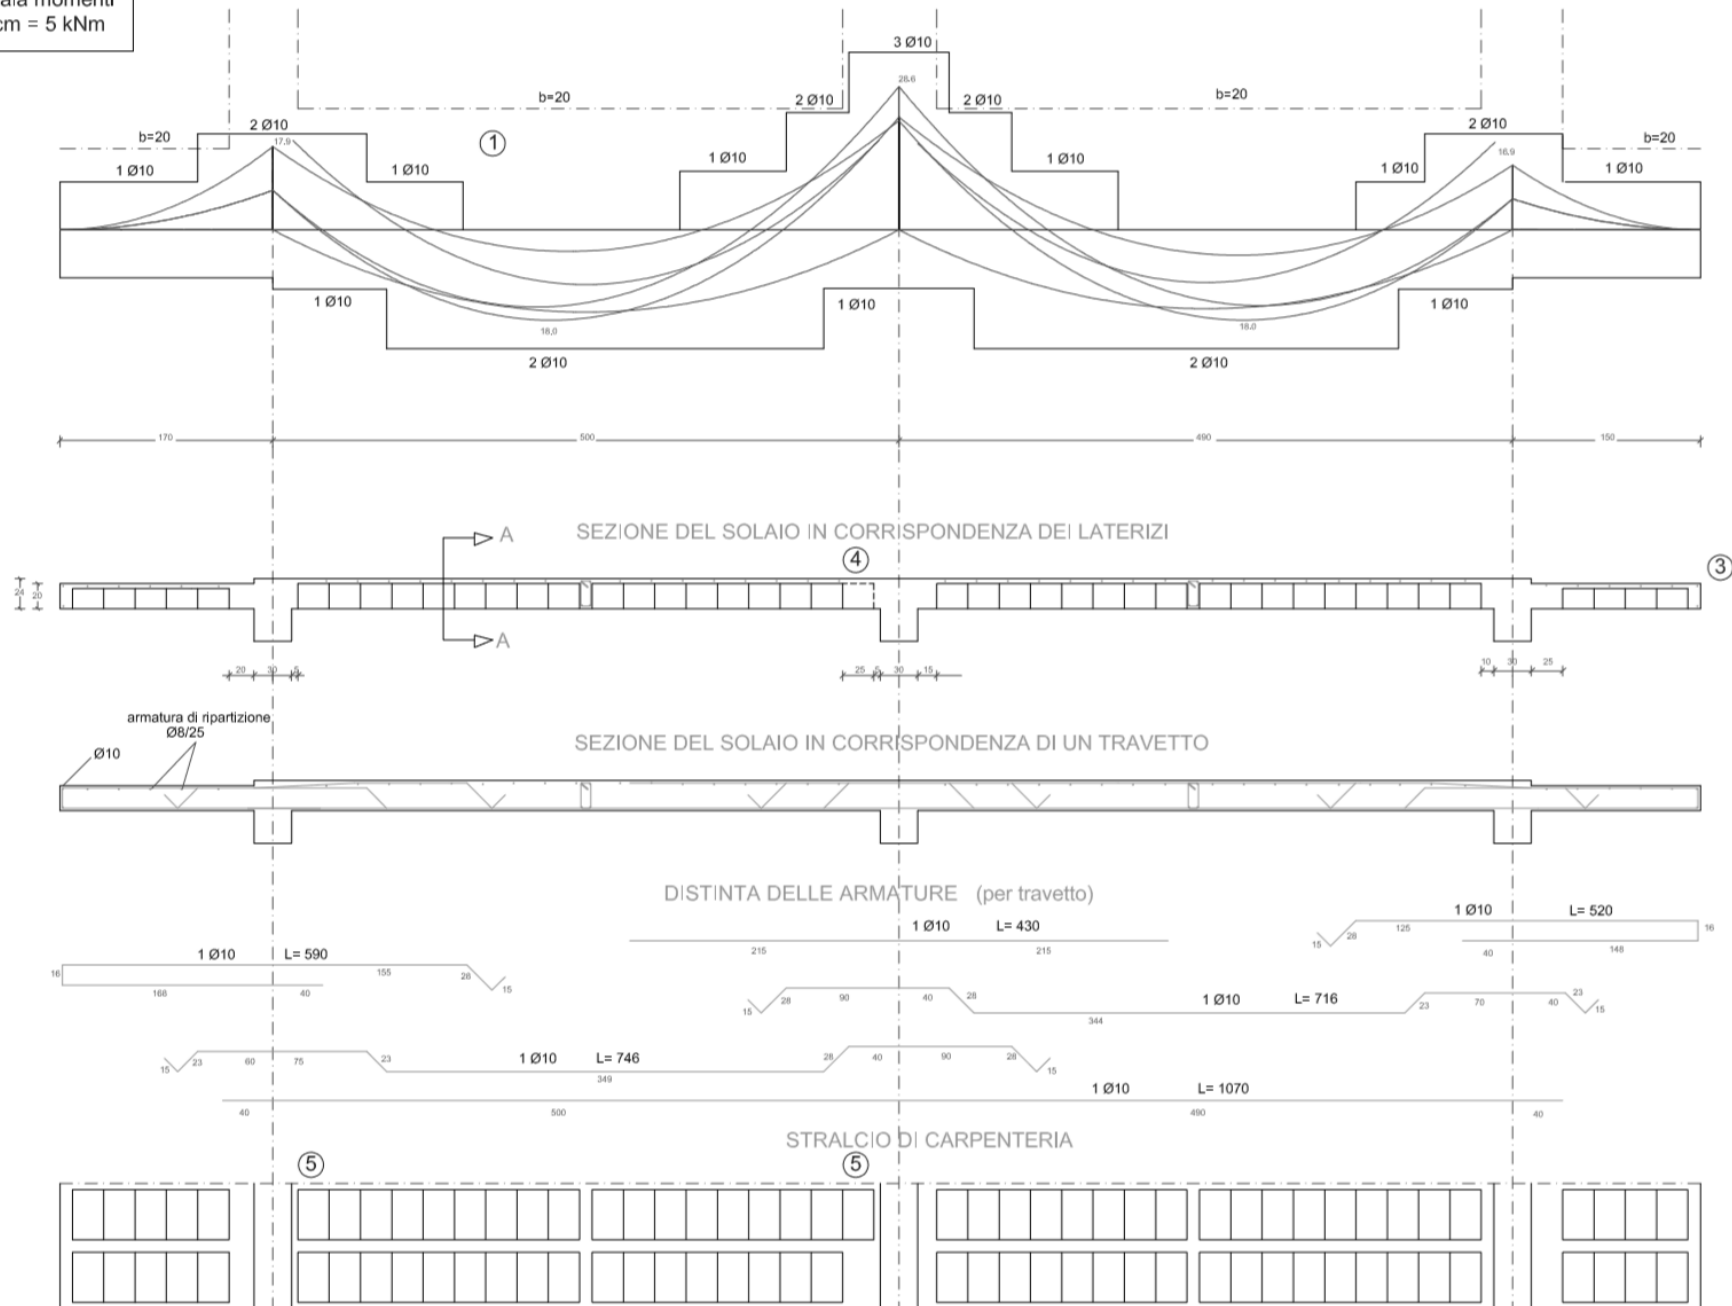 cm = 5 kNm
3 Ø10
28.6
b=20
b=20
2 Ø10
2 Ø10
b=20
2 Ø10
17,9
1
2 Ø10
16,9
b=20
1 Ø10
1 Ø10
1 Ø10
1 Ø10
1 Ø10
1 Ø10
1 Ø10
1 Ø10
1 Ø10
18,0
18.0
2 Ø10
2 Ø10
170
500
490
150
SEZIONE DEL SOLAIO IN CORRISPONDENZA DEI LATERIZI
A
4
3
24
20
A
20
30
5
25
5
30
15
10
30
25
armatura di ripartizione
Ø8/25
Ø10
SEZIONE DEL SOLAIO IN CORRISPONDENZA DI UN TRAVETTO
DISTINTA DELLE ARMATURE (per travetto)
1 Ø10 L= 520
125
28
15
16
40
148
1 Ø10 L= 430
215
215
1 Ø10 L= 590
16
155
28
15
168
40
1 Ø10 L= 716
15
28
90
40
28
344
23
70
40
23
15
1 Ø10 L= 746
15
23
60
75
23
349
28
40
90
28
15
1 Ø10 L= 1070
40
500
490
40
STRALCIO DI CARPENTERIA
5
5